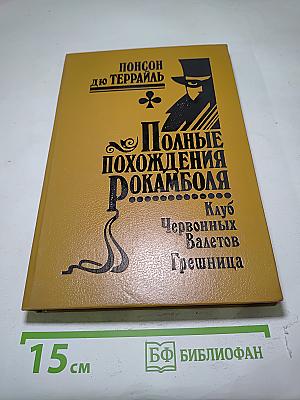 ПОНСОН
дю ТЕРРАЙЛЬ
ПОЛНЫЕ
ПОХОЖДЕНИЯ
РОКАМБОЛЯ
Клуб
Червонных
Валетов
Грешница
15 см
БФ БИБЛИОФАН